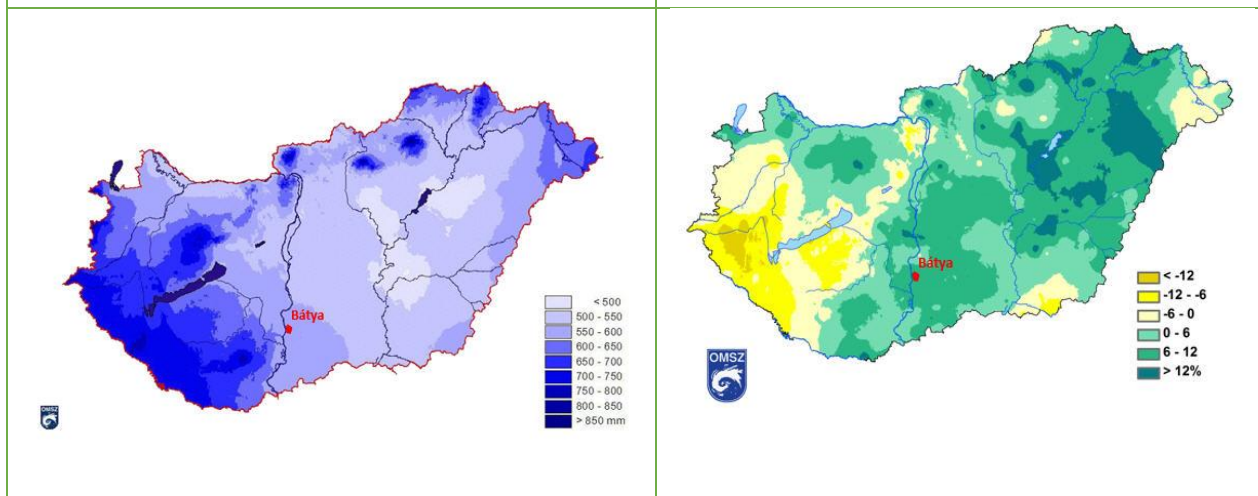 Bátya
< 500
500 - 550
550 - 600
600 - 650
650 - 700
700 - 750
750 - 800
800 - 850
> 850 mm
OMSZ
Bátya
< -12
-12 - -6
-6 - 0
0 - 6
6 - 12
> 12%
OMSZ